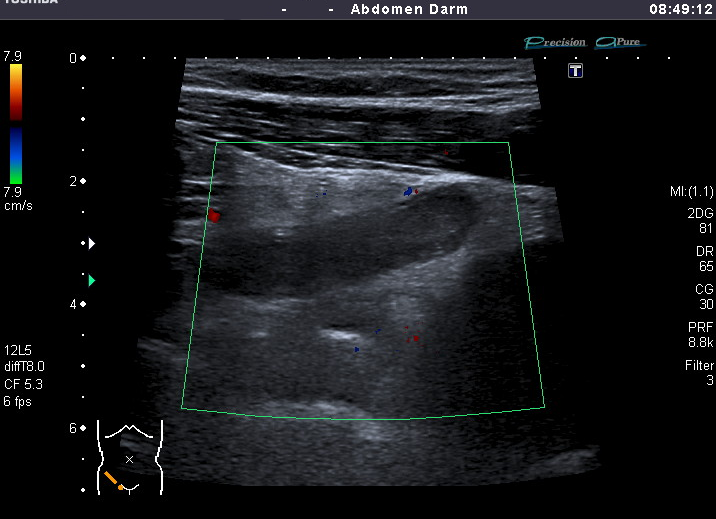 TOSHIBA
- - Abdomen Darm 08:49:12
Precision APure
7.9
7.9
cm/s
0
2
4
6
T
MI:(1.1)
2DG
81
DR
65
CG
30
PRF
8.8k
Filter
3
12L5
diffT8.0
CF 5.3
6 fps